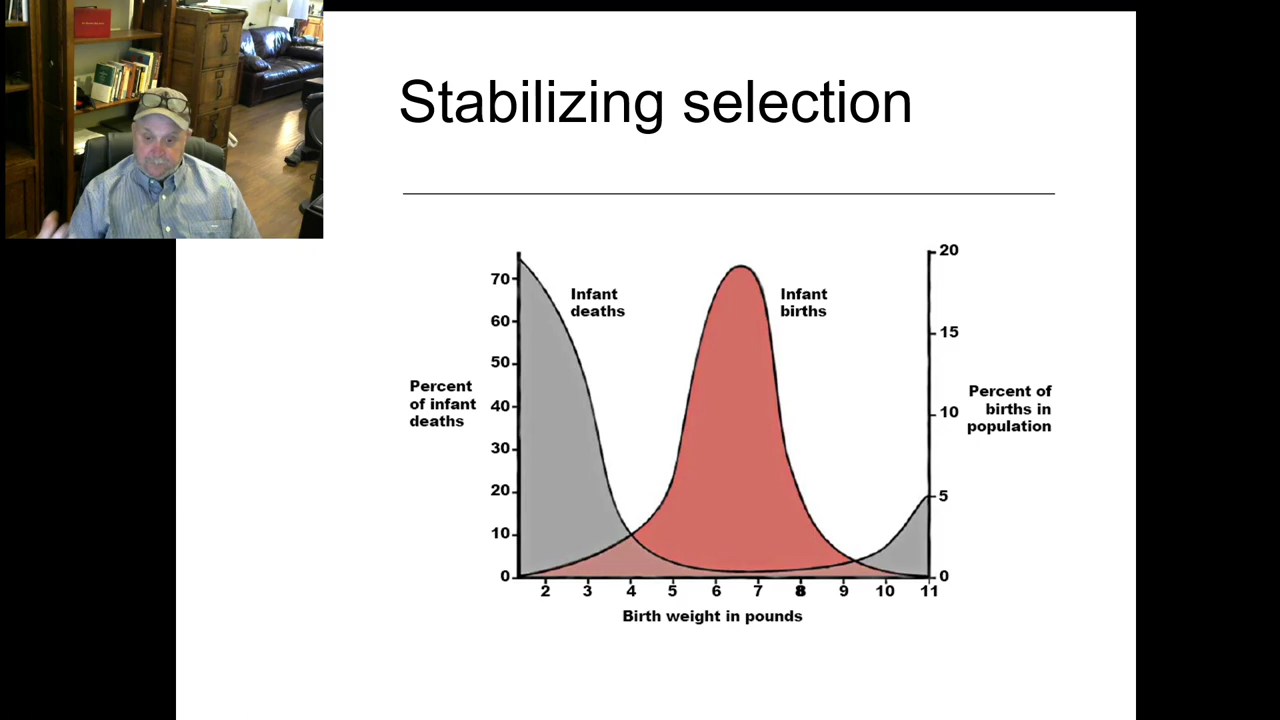 Stabilizing selection
70
60
50
40
30
20
10
0
Percent
of infant
deaths
Infant
deaths
Infant
births
20
15
10
5
0
Percent of
births in
population
2 3 4 5 6 7 8 9 10 11
Birth weight in pounds